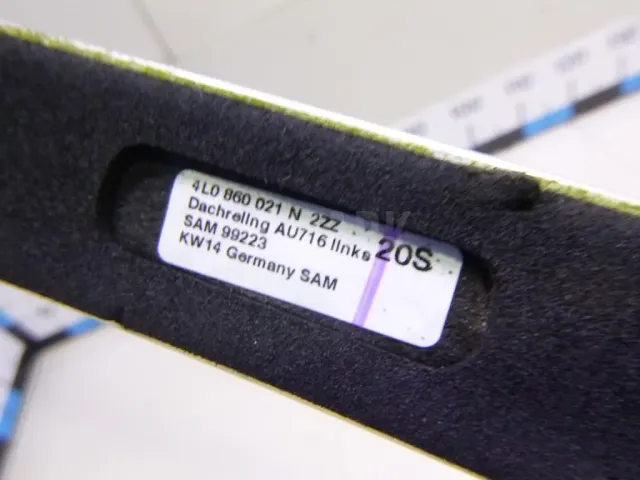 4L0 860 021 N 2ZZ
Dachreling AU716 links
20S
SAM 99223
KW14 Germany SAM